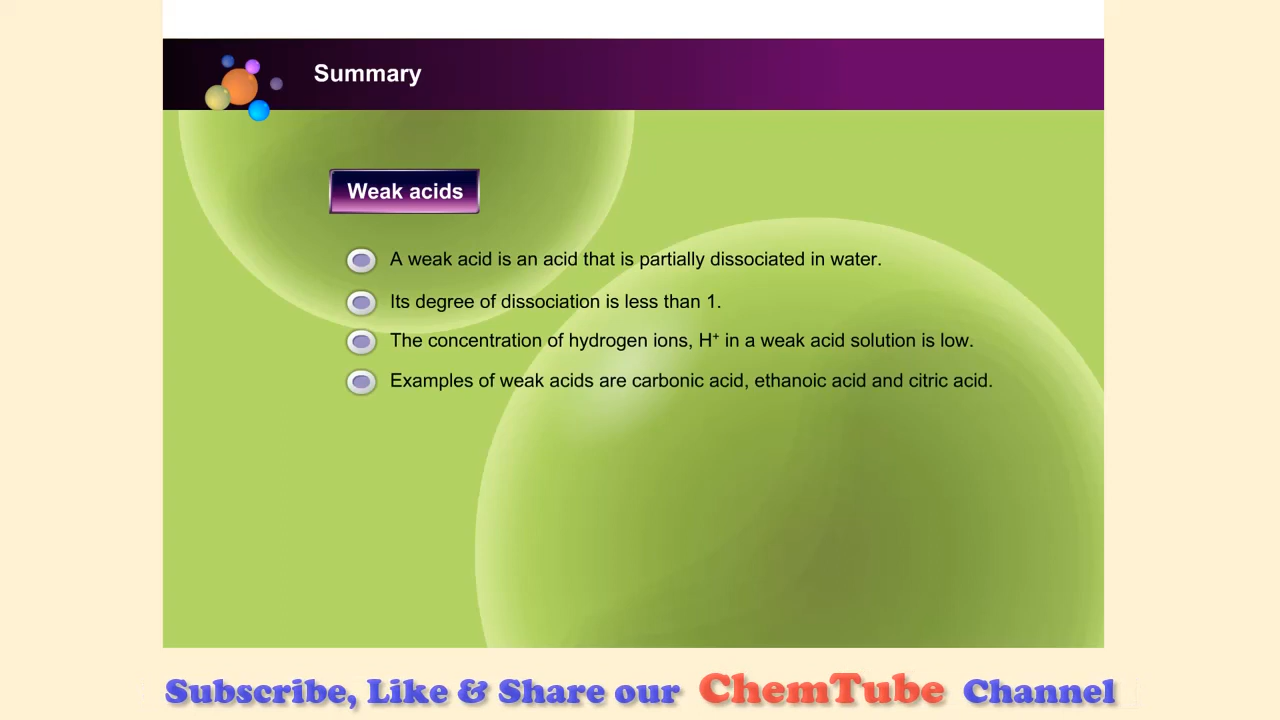 Summary
Weak acids
A weak acid is an acid that is partially dissociated in water.
Its degree of dissociation is less than 1.
The concentration of hydrogen ions, H⁺ in a weak acid solution is low.
Examples of weak acids are carbonic acid, ethanoic acid and citric acid.
Subscribe, Like & Share our ChemTube Channel